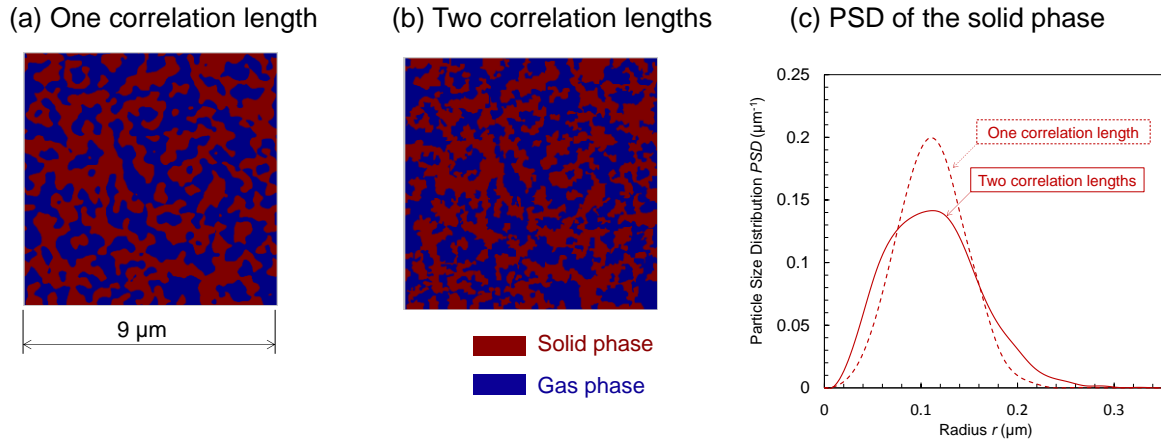 (a) One correlation length
(b) Two correlation lengths
(c) PSD of the solid phase
9 µm
Solid phase
Gas phase
Particle Size Distribution PSD (µm⁻¹)
0.25
0.2
0.15
0.1
0.05
0
One correlation length
Two correlation lengths
0
0.1
0.2
0.3
Radius r (µm)